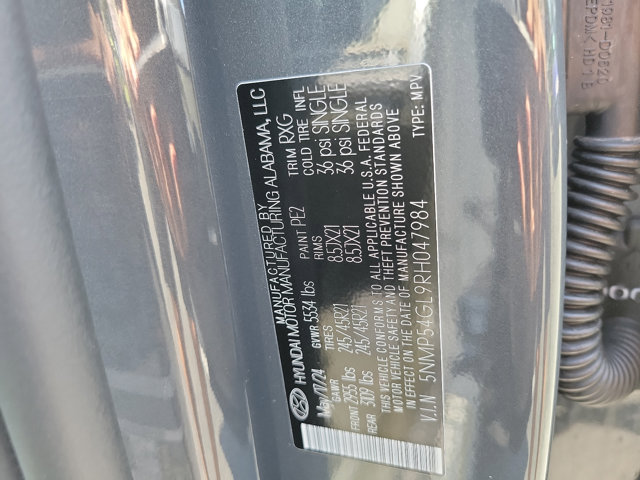 MANUFACTURED BY
HYUNDAI MOTOR MANUFACTURING ALABAMA, LLC
May/17/24 GVWR 5534 lbs PAINT PE2 TRIM RXG
GAWR TIRES RIMS COLD TIRE INFL
FRONT 2955 lbs 245/45R21 8.5JX21 36 psi SINGLE
REAR 3109 lbs 245/45R21 8.5JX21 36 psi SINGLE
THIS VEHICLE CONFORMS TO ALL APPLICABLE U.S.A. FEDERAL
MOTOR VEHICLE SAFETY AND THEFT PREVENTION STANDARDS
IN EFFECT ON THE DATE OF MANUFACTURE SHOWN ABOVE
V.I.N 5NMP54GL9RH047984 TYPE: MPV